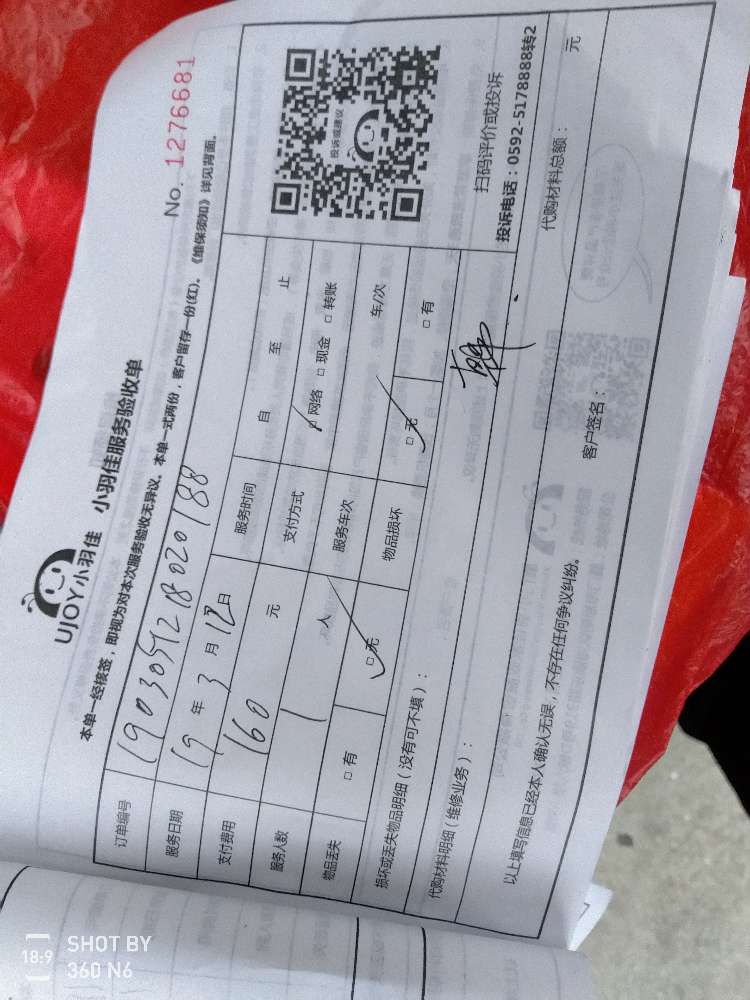 UJOY小羽佳 小羽佳服务验收单
No. 1276681
本单一经核签，即视为对本次服务验收无异议。本单一式两份，客户留存一份(红)。《维保须知》详见背面。
订单编号
服务日期 19 年 3 月 12 日 服务时间 自 至 止
支付费用 160 元 支付方式 □ 网络 □ 现金 □ 转账
服务人数 1 人 服务车次 车/次
物品丢失 □ 有 □ 无 物品损坏 □ 无 □ 有
投诉或建议
扫码评价或投诉
投诉电话：0592-5178888转2
损坏或丢失物品明细（没有可不填）：
代购材料明细（维修业务）： 代购材料总额： 元
以上填写信息已经本人确认无误，不存在任何争议纠纷。 客户签名：
18:9 SHOT BY
360 N6